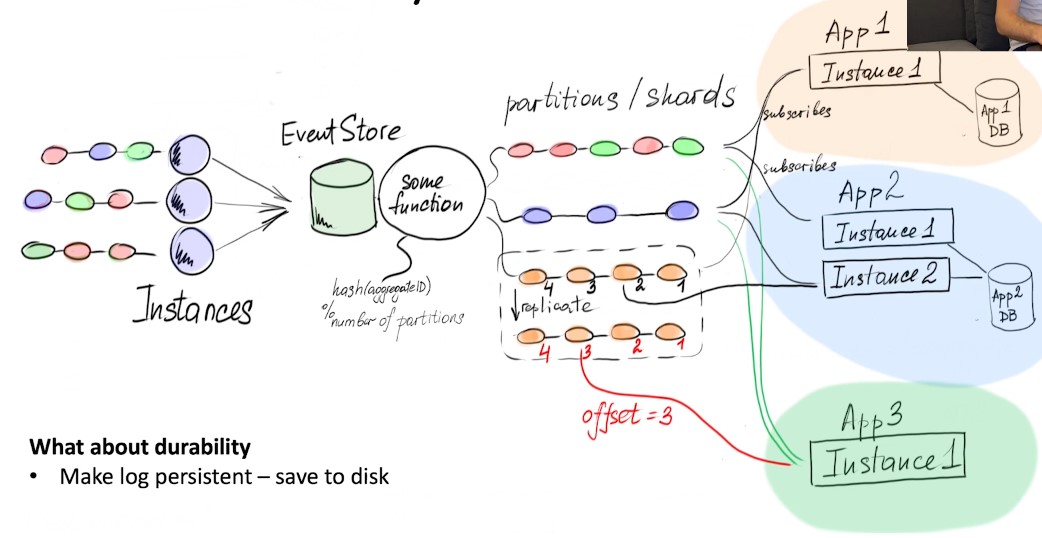 Instances
EventStore
some
function
hash(aggregateID)
%
number of partitions
partitions / shards
4 3 2 1
replicate
4 3 2 1
offset = 3
subscribes
subscribes
App 1
Instance 1
App 1
DB
App 2
Instance 1
Instance 2
App 2
DB
App 3
Instance 1
What about durability
• Make log persistent – save to disk